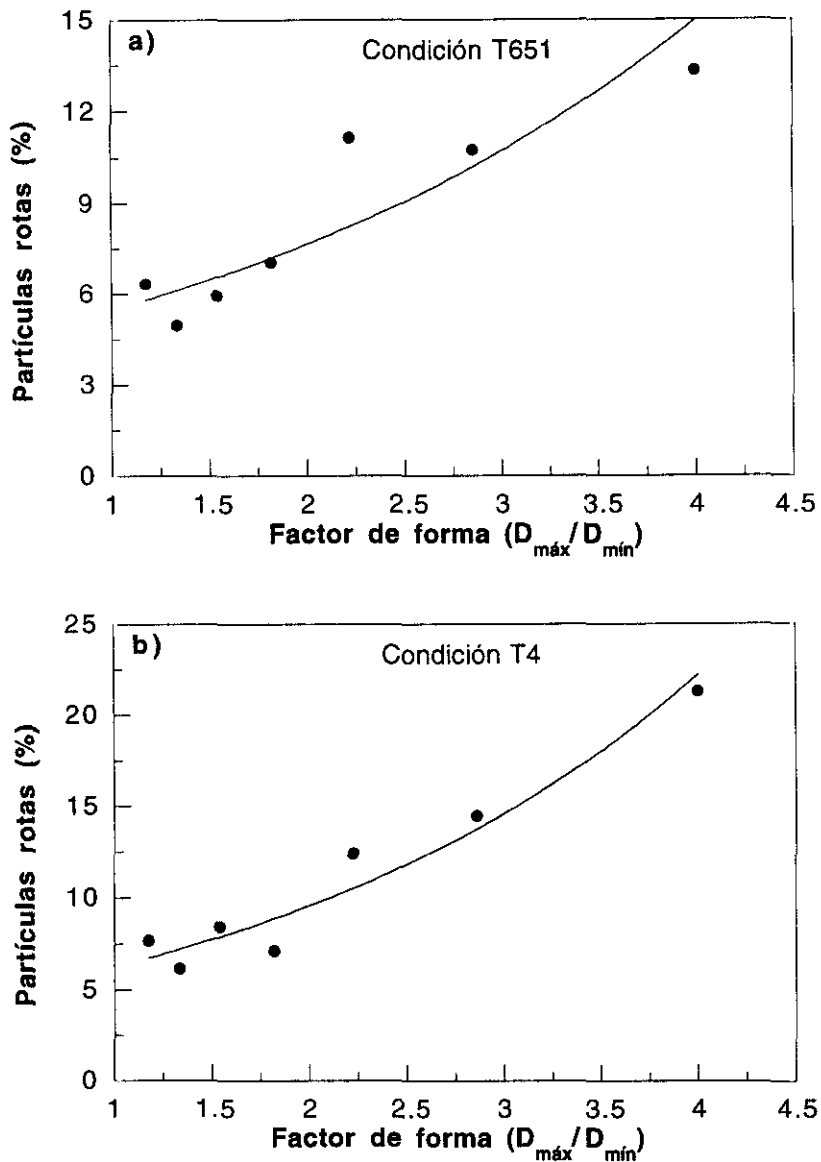 a)
Condición T651
Partículas rotas (%)
15
12
9
6
3
0
1 1.5 2 2.5 3 3.5 4 4.5
Factor de forma (Dmáx/Dmín)
b)
Condición T4
Partículas rotas (%)
25
20
15
10
5
0
1 1.5 2 2.5 3 3.5 4 4.5
Factor de forma (Dmáx/Dmín)